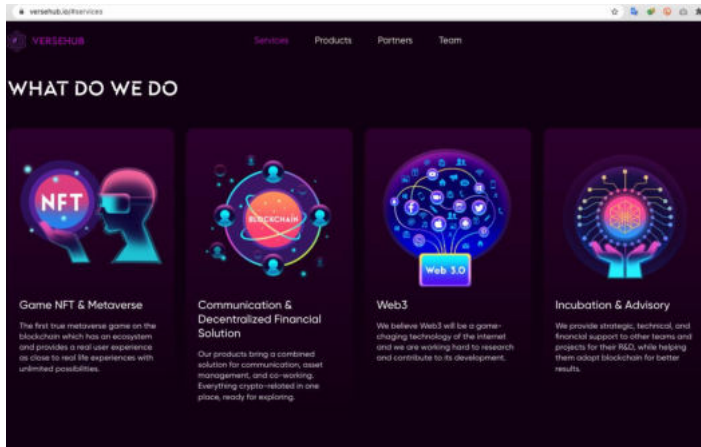 versehub.io/#services
VERSEHUB
Services Products Partners Team
WHAT DO WE DO
NFT
BLOCKCHAIN
Web 3.0
Game NFT & Metaverse
The first true metaverse game on the
blockchain which has an ecosystem
and provides a real user experience
as close to real life experiences with
unlimited possibilities.
Communication &
Decentralized Financial
Solution
Our products bring a combined
solution for communication, asset
management, and co-working.
Everything crypto-related in one
place, ready for exploring.
Web3
We believe Web3 will be a game-
chaging technology of the internet
and we are working hard to research
and contribute to its development.
Incubation & Advisory
We provide strategic, technical, and
financial support to other teams and
projects for their R&D, while helping
them adopt blockchain for better
results.